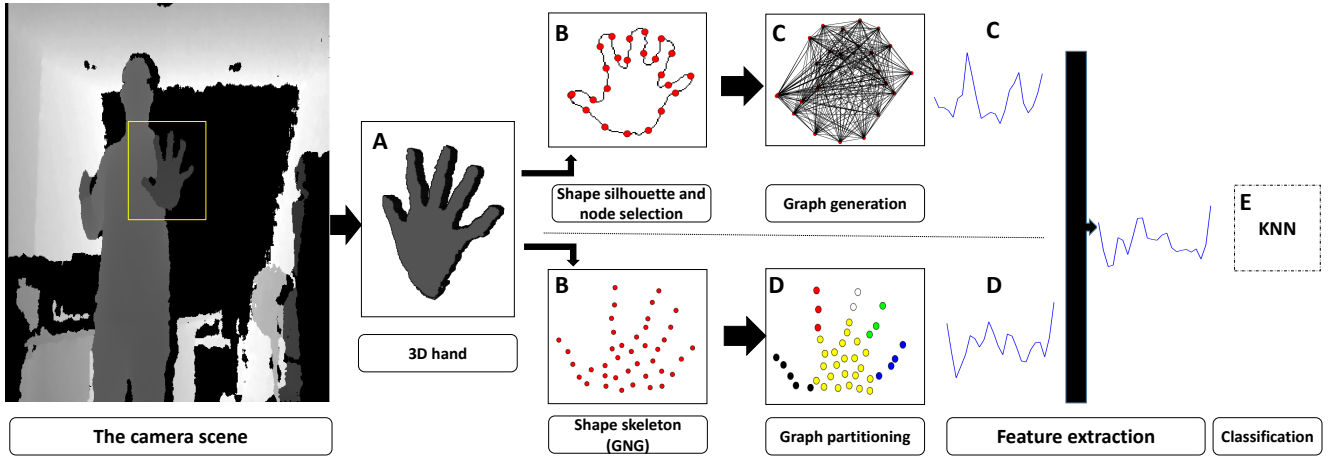 A
3D hand
B
Shape silhouette and
node selection
C
Graph generation
C
B
Shape skeleton
(GNG)
D
Graph partitioning
D
E
KNN
The camera scene
Feature extraction
Classification